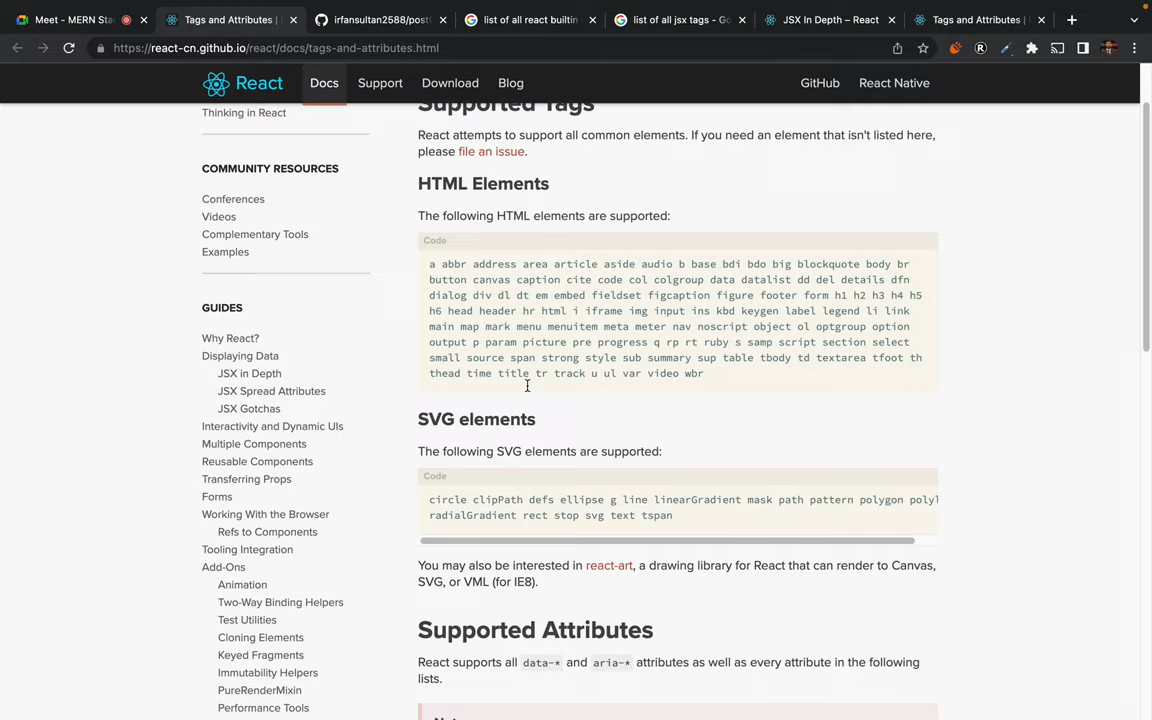 Meet - MERN Sta
Tags and Attributes |
irfansultan2588/post
list of all react builtin
list of all jsx tags - Go
JSX In Depth – React
Tags and Attributes |
https://react-cn.github.io/react/docs/tags-and-attributes.html
React
Docs
Support
Download
Blog
GitHub
React Native
Thinking in React
COMMUNITY RESOURCES
Conferences
Videos
Complementary Tools
Examples
GUIDES
Why React?
Displaying Data
JSX in Depth
JSX Spread Attributes
JSX Gotchas
Interactivity and Dynamic UIs
Multiple Components
Reusable Components
Transferring Props
Forms
Working With the Browser
Refs to Components
Tooling Integration
Add-Ons
Animation
Two-Way Binding Helpers
Test Utilities
Cloning Elements
Keyed Fragments
Immutability Helpers
PureRenderMixin
Performance Tools
Supported Tags
React attempts to support all common elements. If you need an element that isn't listed here,
please file an issue.
HTML Elements
The following HTML elements are supported:
Code
a abbr address area article aside audio b base bdi bdo big blockquote body br
button canvas caption cite code col colgroup data datalist dd del details dfn
dialog div dl dt em embed fieldset figcaption figure footer form h1 h2 h3 h4 h5
h6 head header hr html i iframe img input ins kbd keygen label legend li link
main map mark menu menuitem meta meter nav noscript object ol optgroup option
output p param picture pre progress q rp rt ruby s samp script section select
small source span strong style sub summary sup table tbody td textarea tfoot th
thead time title tr track u ul var video wbr
SVG elements
The following SVG elements are supported:
Code
circle clipPath defs ellipse g line linearGradient mask path pattern polygon polyl
radialGradient rect stop svg text tspan
You may also be interested in react-art, a drawing library for React that can render to Canvas,
SVG, or VML (for IE8).
Supported Attributes
React supports all data-* and aria-* attributes as well as every attribute in the following
lists.